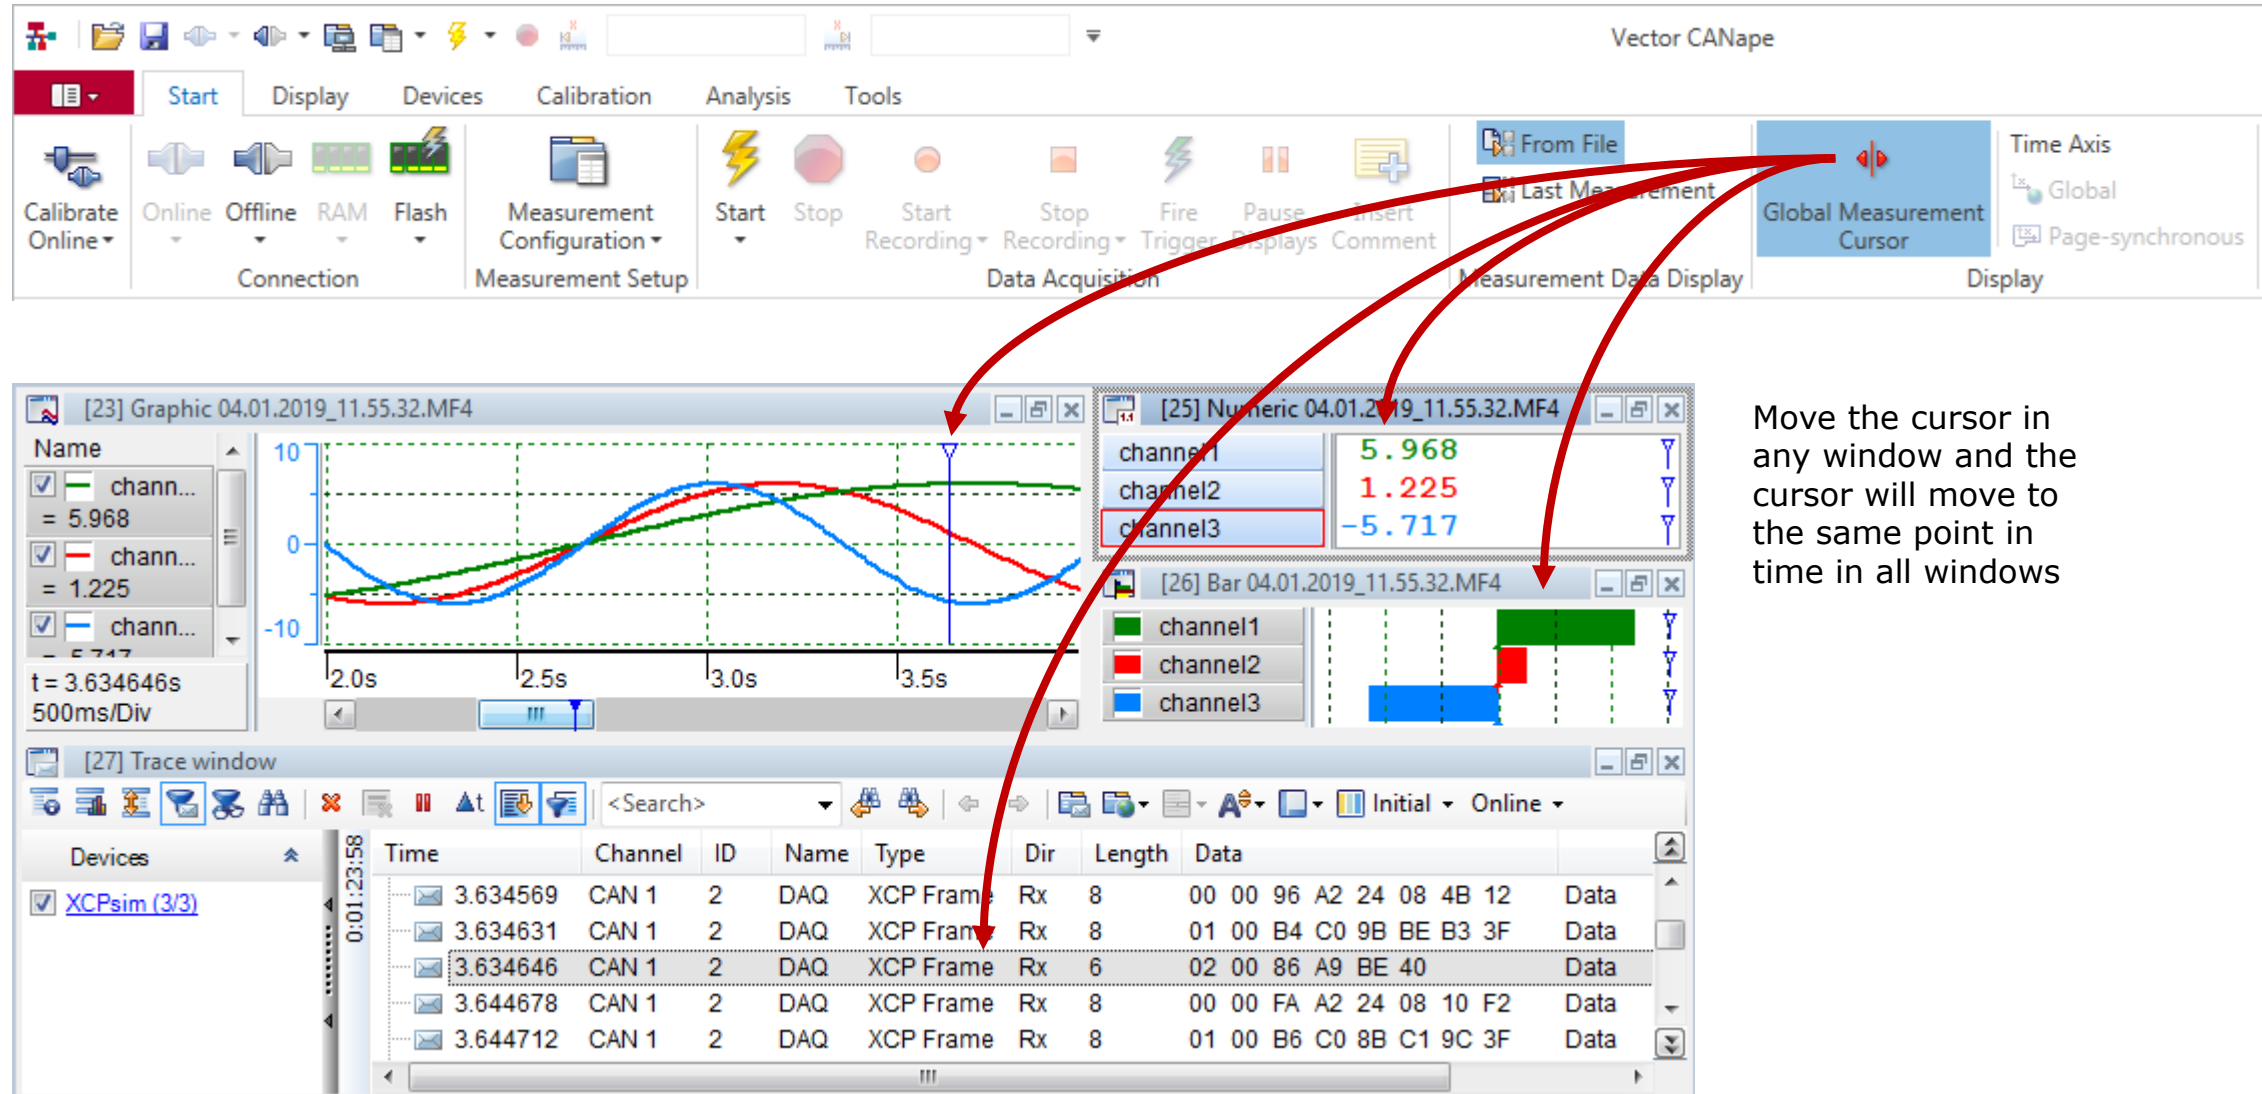 Vector CANape
Start Display Devices Calibration Analysis Tools
Calibrate Online
Online
Offline
RAM
Flash
Connection
Measurement Configuration
Measurement Setup
Start
Stop
Start Recording
Stop Recording
Fire Trigger
Pause Displays
Insert Comment
Data Acquisition
From File
Last Measurement
Measurement Data Display
Global Measurement Cursor
Time Axis
Global
Page-synchronous
Display
[23] Graphic 04.01.2019_11.55.32.MF4
Name
chann...
= 5.968
chann...
= 1.225
chann...
t = 3.634646s
500ms/Div
10
0
-10
2.0s 2.5s 3.0s 3.5s
[25] Numeric 04.01.2019_11.55.32.MF4
channel1 5.968
channel2 1.225
channel3 -5.717
[26] Bar 04.01.2019_11.55.32.MF4
channel1
channel2
channel3
Move the cursor in
any window and the
cursor will move to
the same point in
time in all windows
[27] Trace window
Δt <Search> Initial Online
Devices
XCPsim (3/3)
0:01:23:58
Time Channel ID Name Type Dir Length Data
3.634569 CAN 1 2 DAQ XCP Frame Rx 8 00 00 96 A2 24 08 4B 12 Data
3.634631 CAN 1 2 DAQ XCP Frame Rx 8 01 00 B4 C0 9B BE B3 3F Data
3.634646 CAN 1 2 DAQ XCP Frame Rx 6 02 00 86 A9 BE 40 Data
3.644678 CAN 1 2 DAQ XCP Frame Rx 8 00 00 FA A2 24 08 10 F2 Data
3.644712 CAN 1 2 DAQ XCP Frame Rx 8 01 00 B6 C0 8B C1 9C 3F Data